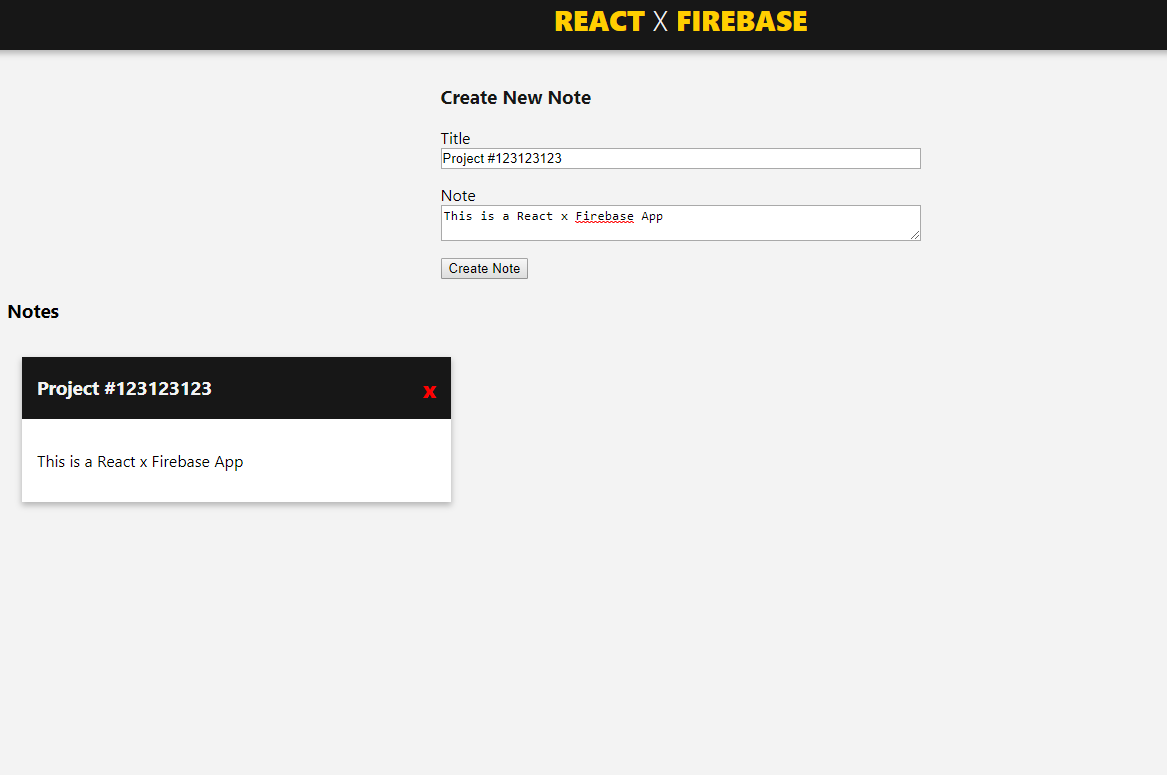 REACT X FIREBASE
Create New Note
Title
Project #123123123
Note
This is a React x Firebase App
Create Note
Notes
Project #123123123 x
This is a React x Firebase App